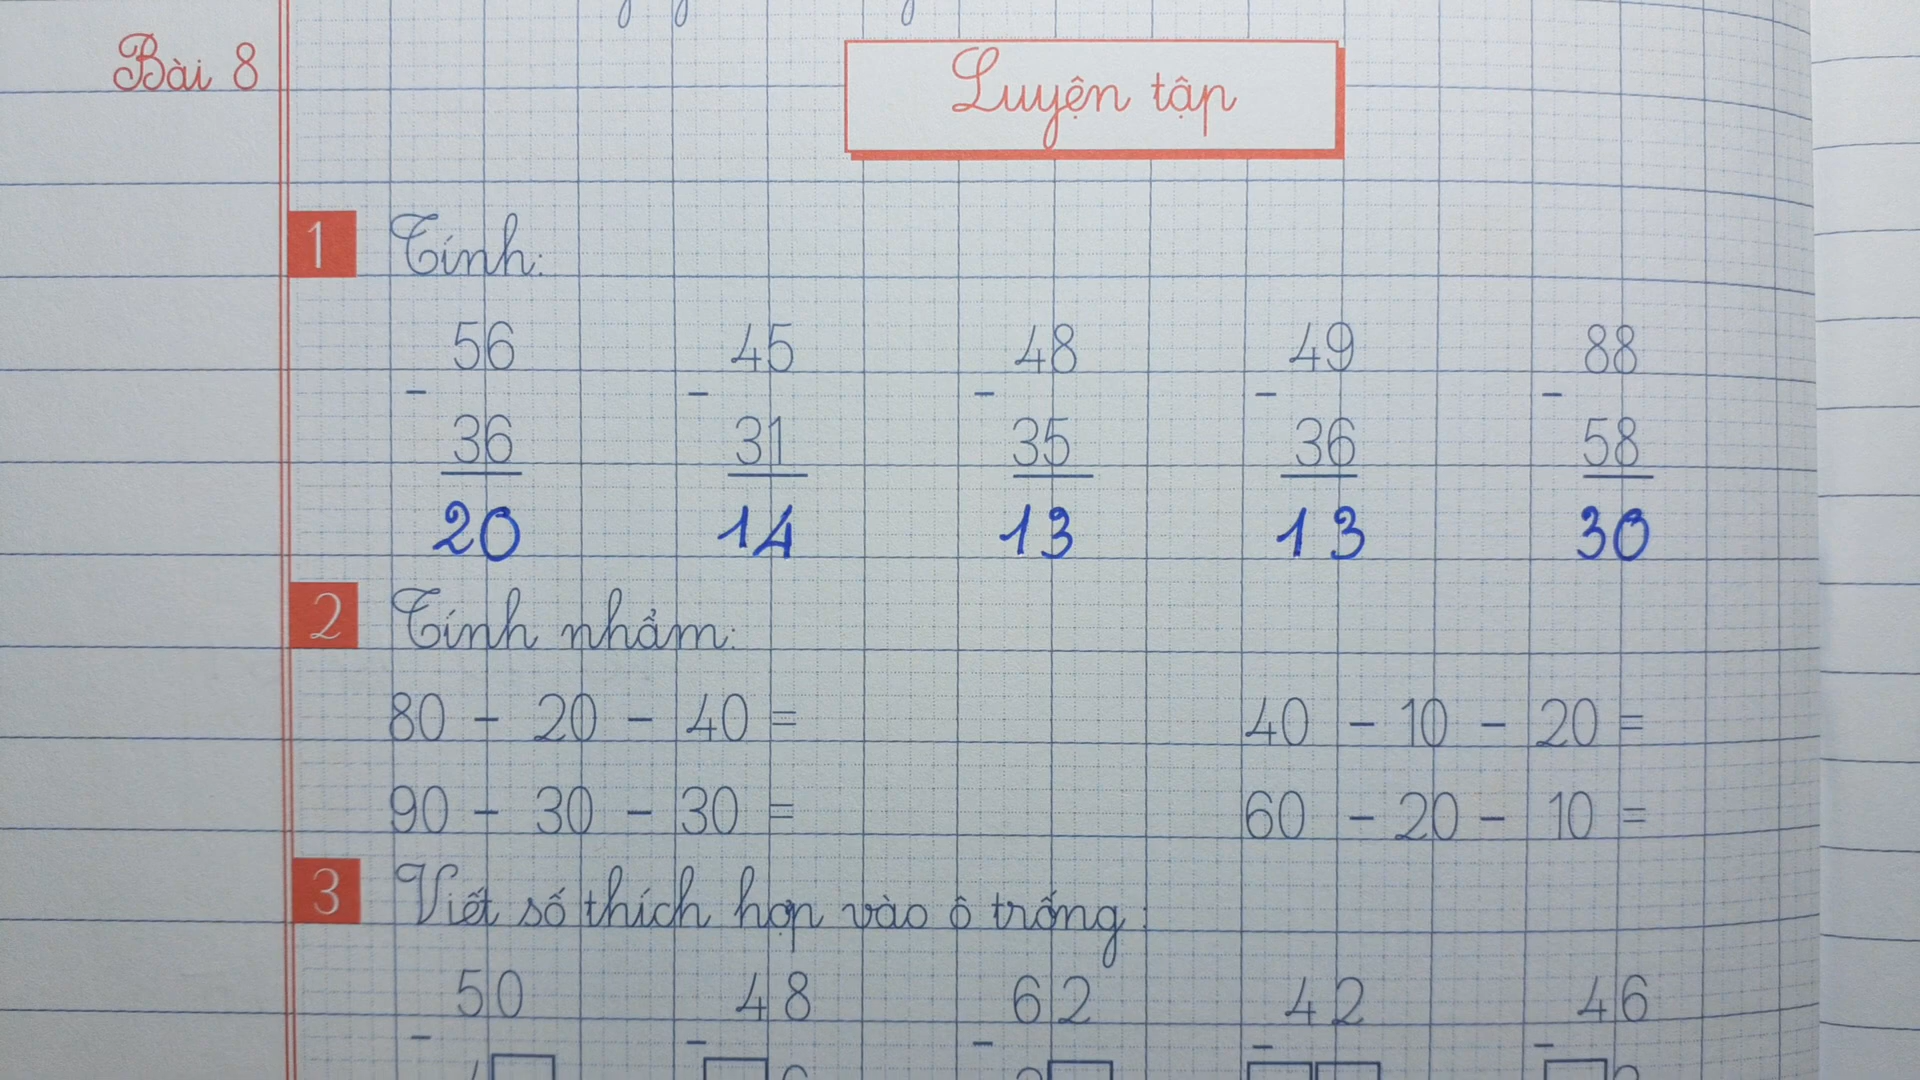 Bài 8
Luyện tập
1 Tính:
56 45 48 49 88
- - - - -
36 31 35 36 58
20 14 13 13 30
2 Tính nhẩm:
80 - 20 - 40 = 40 - 10 - 20 =
90 - 30 - 30 = 60 - 20 - 10 =
3 Viết số thích hợp vào ô trống:
50 48 62 42 46
- - - - -